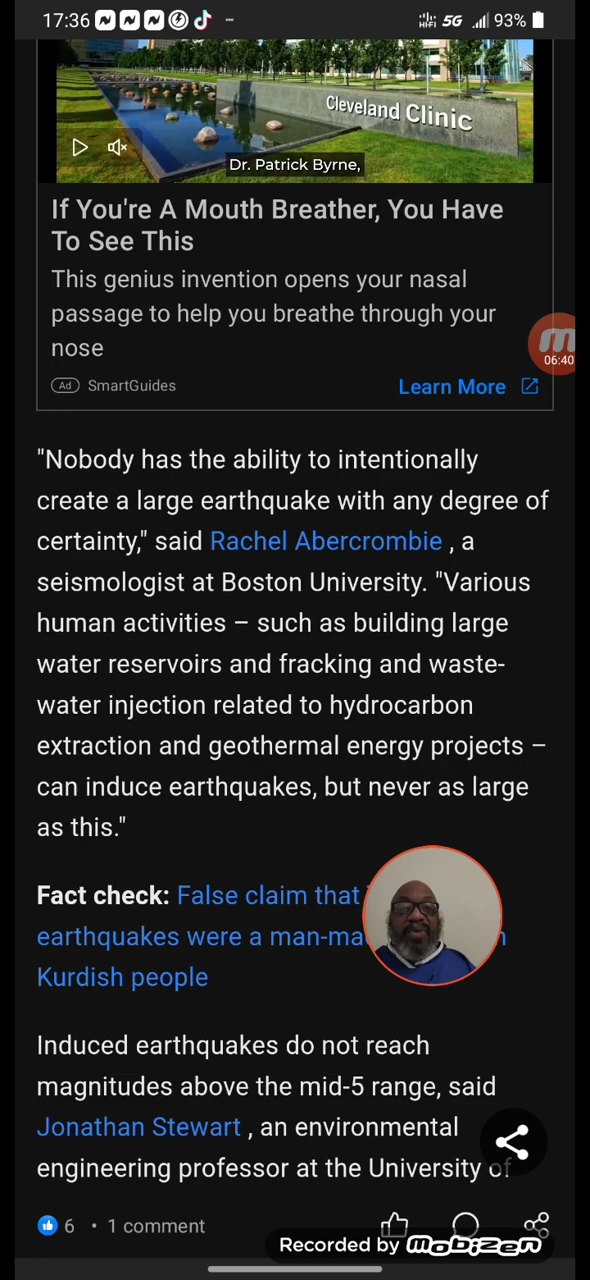 17:36
5G
93%
Cleveland Clinic
Dr. Patrick Byrne,
If You're A Mouth Breather, You Have
To See This
This genius invention opens your nasal
passage to help you breathe through your
nose
06:40
Ad SmartGuides
Learn More
"Nobody has the ability to intentionally
create a large earthquake with any degree of
certainty," said Rachel Abercrombie , a
seismologist at Boston University. "Various
human activities – such as building large
water reservoirs and fracking and waste-
water injection related to hydrocarbon
extraction and geothermal energy projects –
can induce earthquakes, but never as large
as this."
Fact check: False claim that
earthquakes were a
Kurdish people
Induced earthquakes do not reach
magnitudes above the mid-5 range, said
Jonathan Stewart , an environmental
engineering professor at the University of
6 • 1 comment
Recorded by mobizen